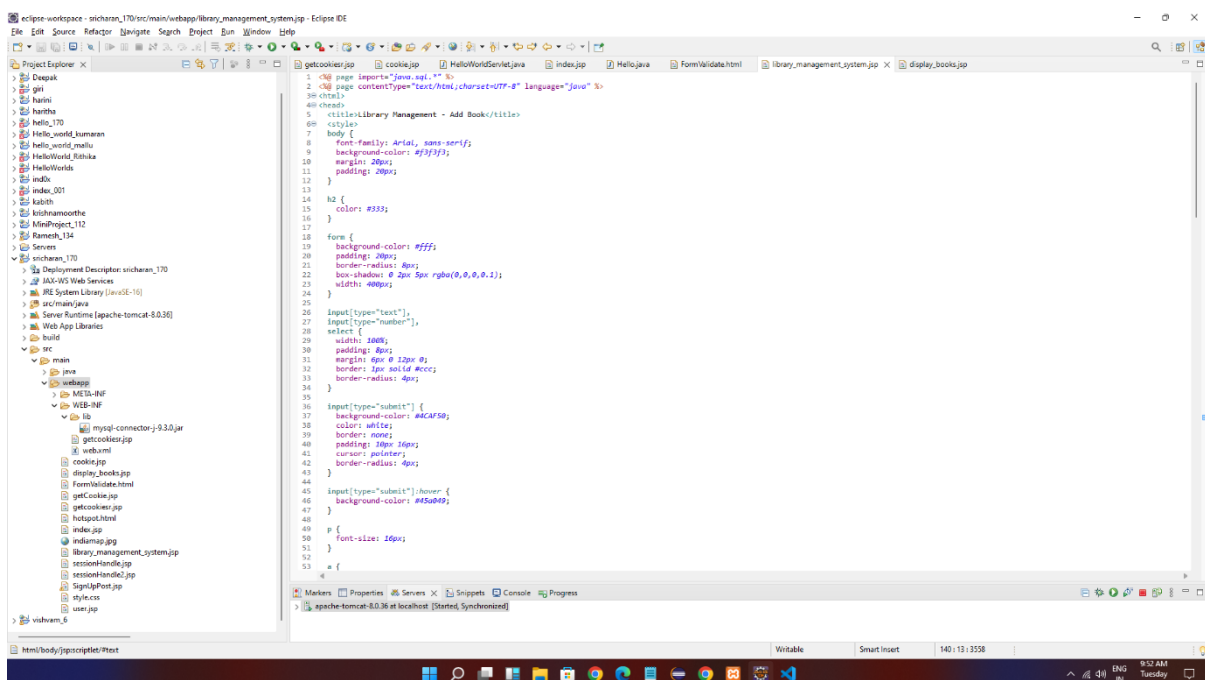 eclipse-workspace - sricharan_170/src/main/webapp/library_management_system.jsp - Eclipse IDE
File Edit Source Refactor Navigate Search Project Run Window Help
Project Explorer
Deepak
giri
harini
haritha
hello_170
Hello_world_kumaran
hello_world_mallu
HelloWorld_Rithika
HelloWorlds
ind0x
index_001
kabith
krishnamoorthe
MiniProject_112
Ramesh_134
Servers
sricharan_170
Deployment Descriptor: sricharan_170
JAX-WS Web Services
JRE System Library [JavaSE-16]
src/main/java
Server Runtime [apache-tomcat-8.0.36]
Web App Libraries
build
src
main
java
webapp
META-INF
WEB-INF
lib
mysql-connector-j-9.3.0.jar
getcookiesr.jsp
web.xml
cookie.jsp
display_books.jsp
FormValidate.html
getCookie.jsp
getcookiesr.jsp
hotspot.html
index.jsp
indiamap.jpg
library_management_system.jsp
sessionHandle.jsp
sessionHandle2.jsp
SignUpPost.jsp
style.css
user.jsp
vishvam_6
getcookiesr.jsp cookie.jsp HelloWorldServlet.java index.jsp Hello.java FormValidate.html library_management_system.jsp display_books.jsp
1 <%@ page import="java.sql.*" %>
2 <%@ page contentType="text/html;charset=UTF-8" language="java" %>
3 <html>
4 <head>
5 <title>Library Management - Add Book</title>
6 <style>
7 body {
8 font-family: Arial, sans-serif;
9 background-color: #f3f3f3;
10 margin: 20px;
11 padding: 20px;
12 }
13
14 h2 {
15 color: #333;
16 }
17
18 form {
19 background-color: #fff;
20 padding: 20px;
21 border-radius: 8px;
22 box-shadow: 0 2px 5px rgba(0,0,0,0.1);
23 width: 400px;
24 }
25
26 input[type="text"],
27 input[type="number"],
28 select {
29 width: 100%;
30 padding: 8px;
31 margin: 6px 0 12px 0;
32 border: 1px solid #ccc;
33 border-radius: 4px;
34 }
35
36 input[type="submit"] {
37 background-color: #4CAF50;
38 color: white;
39 border: none;
40 padding: 10px 16px;
41 cursor: pointer;
42 border-radius: 4px;
43 }
44
45 input[type="submit"]:hover {
46 background-color: #45a049;
47 }
48
49 p {
50 font-size: 16px;
51 }
52
53 a {
Markers Properties Servers Snippets Console Progress
apache-tomcat-8.0.36 at localhost [Started, Synchronized]
html/body/jsp:scriptlet/#text Writable Smart Insert 140 : 13 : 3558
ENG
IN
9:52 AM
Tuesday